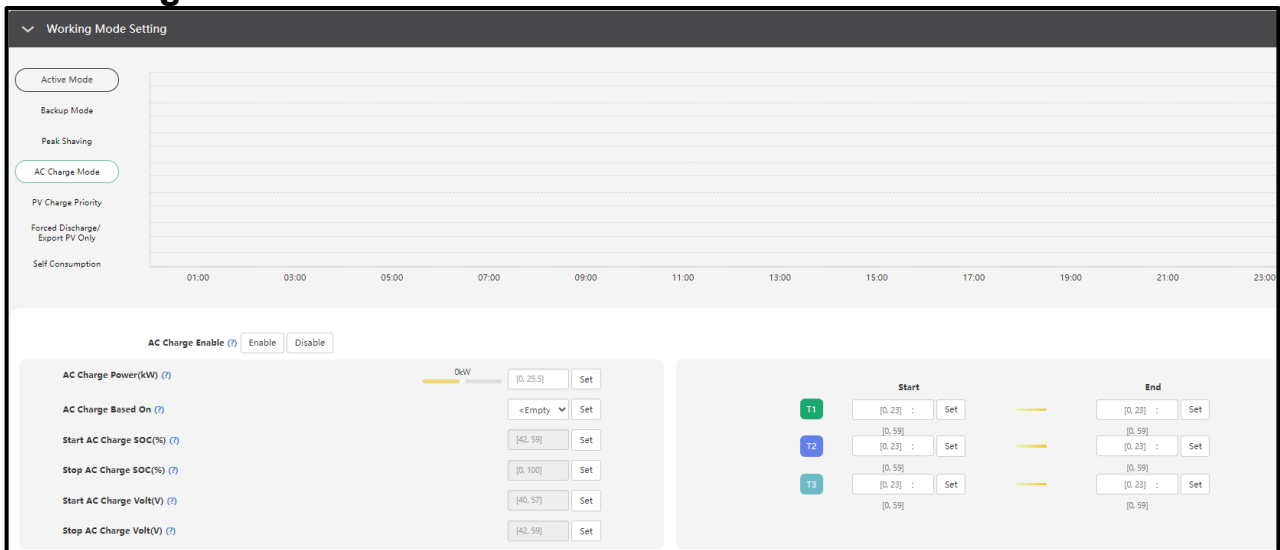 Working Mode Setting
Active Mode
Backup Mode
Peak Shaving
AC Charge Mode
PV Charge Priority
Forced Discharge/
Export PV Only
Self Consumption
01:00 03:00 05:00 07:00 09:00 11:00 13:00 15:00 17:00 19:00 21:00 23:00
AC Charge Enable (?) Enable Disable
AC Charge Power(kW) (?) 0kW [0, 25.5] Set
AC Charge Based On (?) <Empty Set
Start AC Charge SOC(%) (?) [42, 59] Set
Stop AC Charge SOC(%) (?) [0, 100] Set
Start AC Charge Volt(V) (?) [40, 57] Set
Stop AC Charge Volt(V) (?) [42, 59] Set
Start End
T1 [0, 23] : Set [0, 23] : Set
[0, 59] [0, 59]
T2 [0, 23] : Set [0, 23] : Set
[0, 59] [0, 59]
T3 [0, 23] : Set [0, 23] : Set
[0, 59] [0, 59]